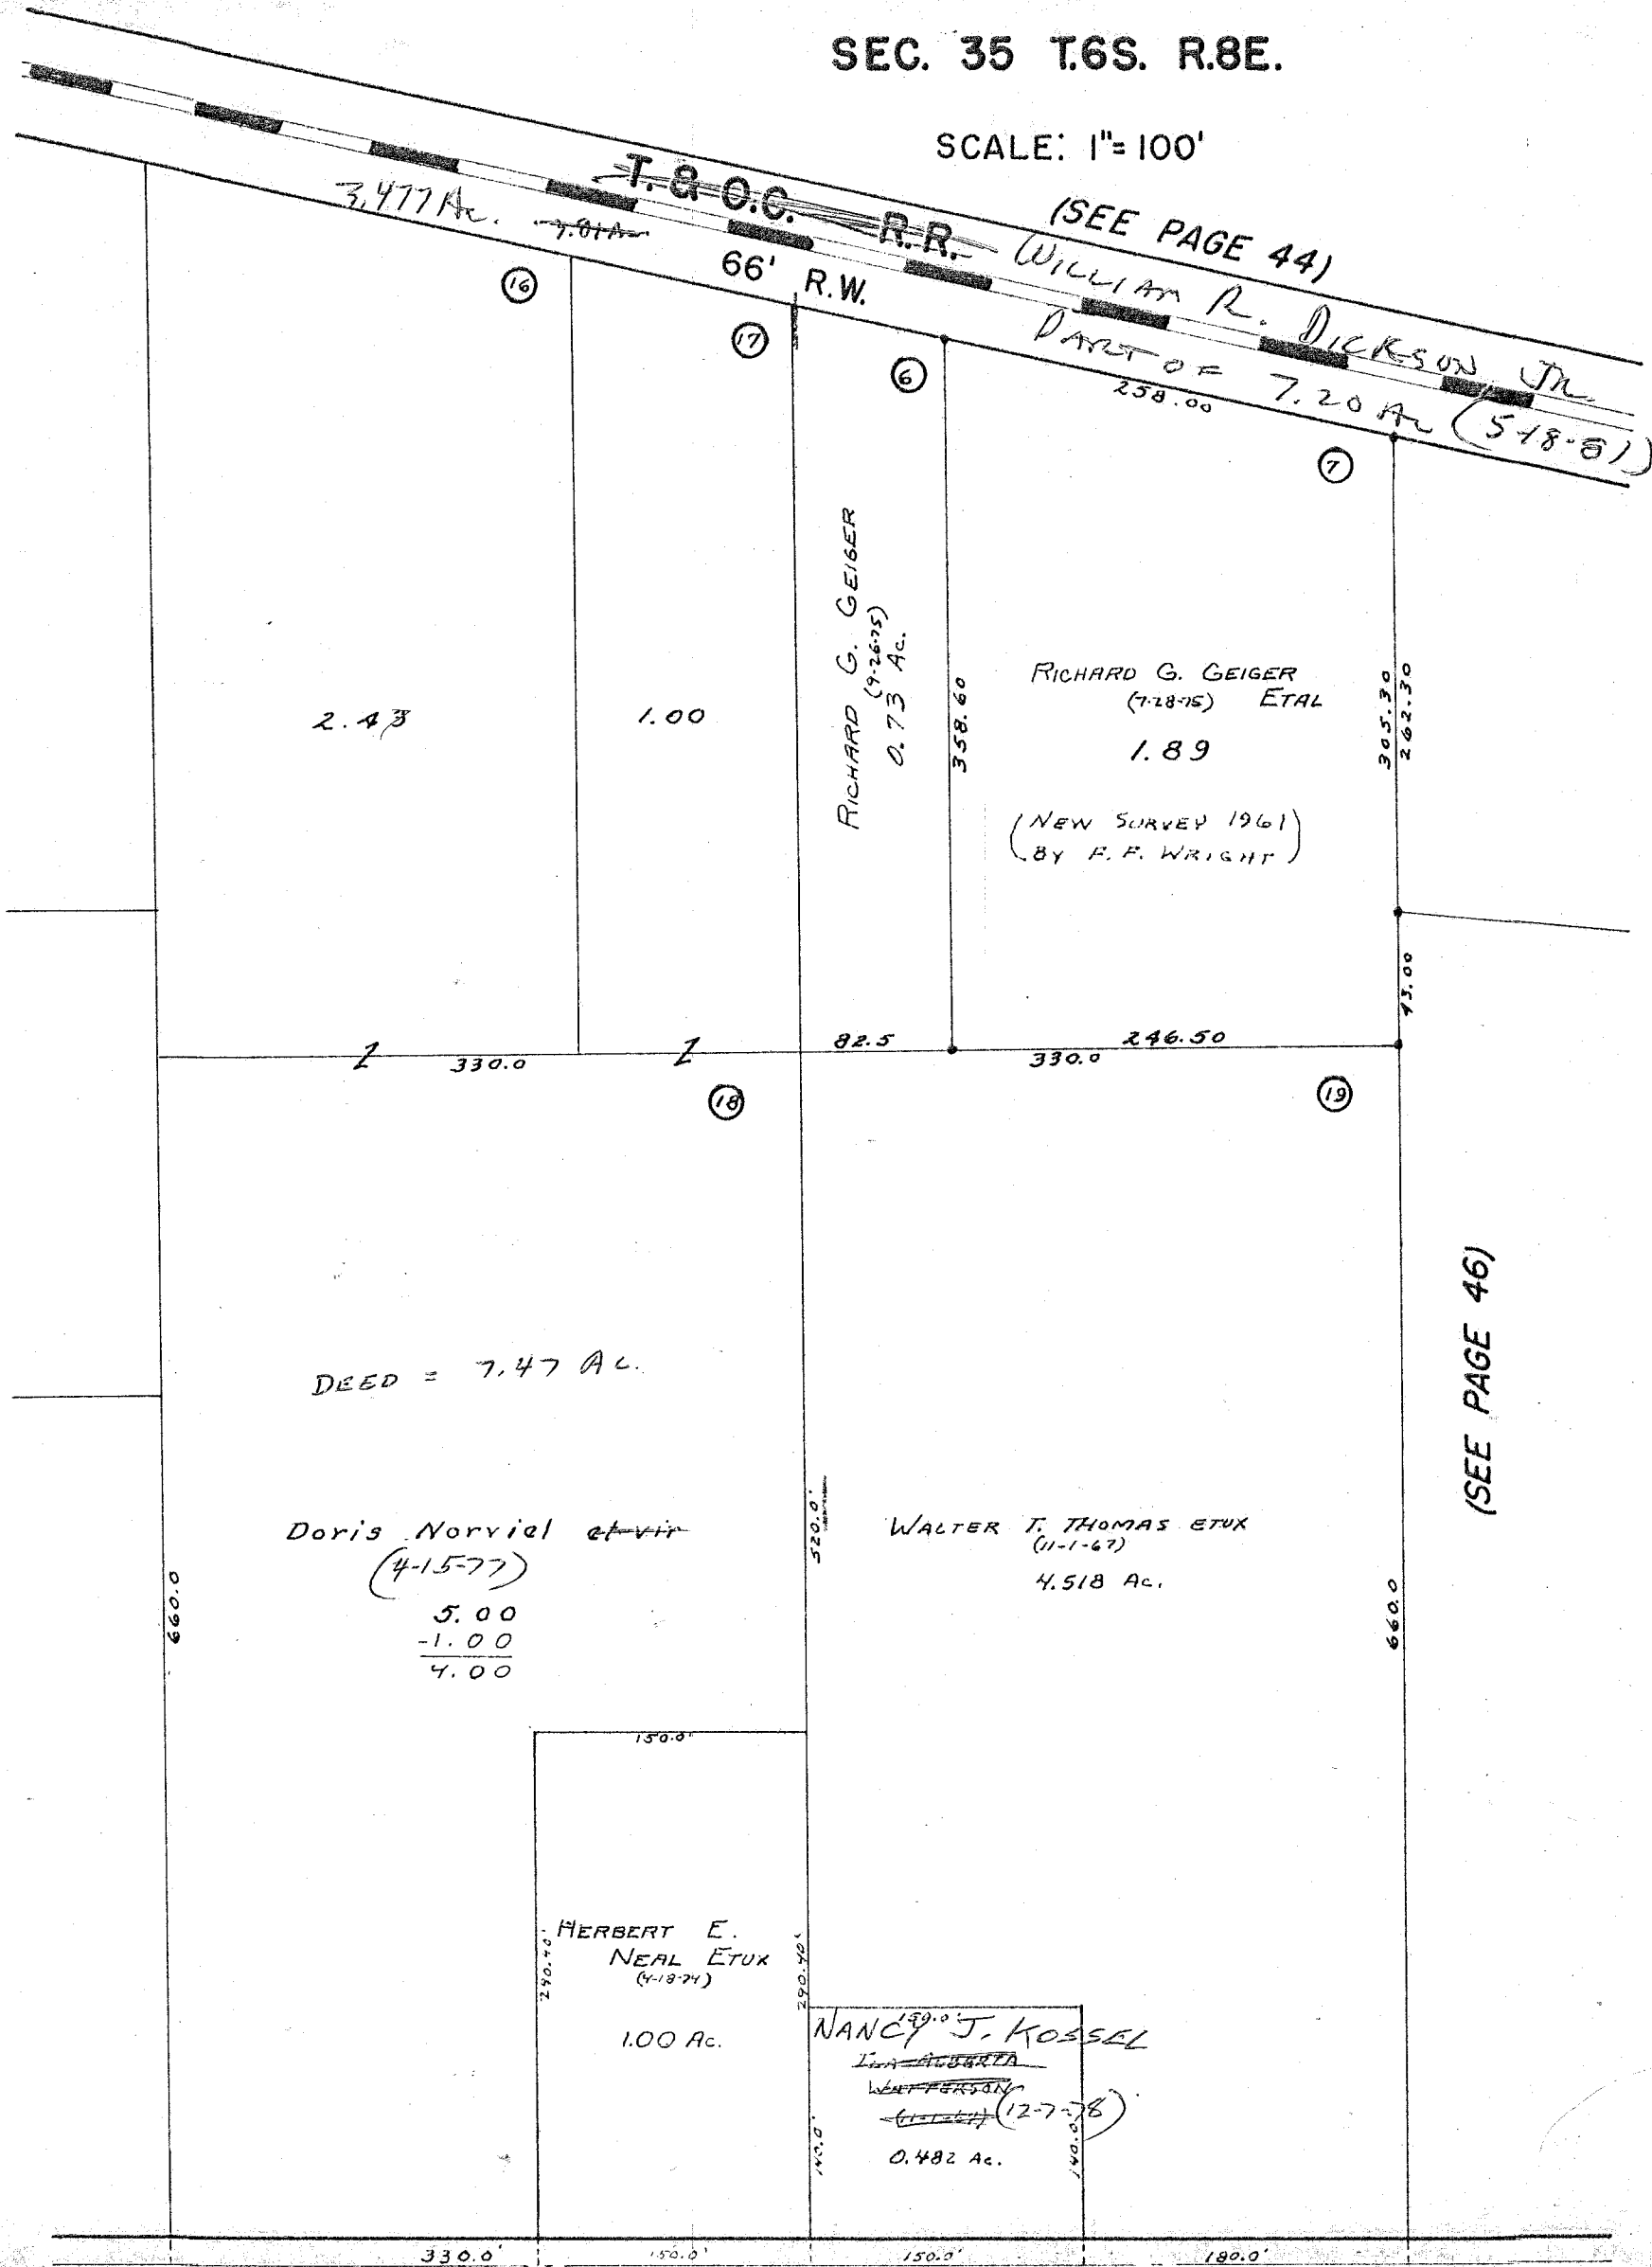 SEC. 35 T.6S. R.8E.
SCALE: 1"= 100'
(SEE PAGE 44)
T. & O.C. R.R.
WILLIAM R. DICKSON, JR.
PART OF 7.20 Ac (5-18-81)
3.477 Ac.
66' R.W.
16
17
6
258.00
7
RICHARD G. GEIGER
(9-26-75)
0.73 Ac.
358.60
RICHARD G. GEIGER
(7-28-75) ETAL
1.89
(NEW SURVEY 1961
BY F. F. WRIGHT)
305.30
262.30
43.00
2.43
1.00
Z
330.0
Z
82.5
246.50
330.0
18
19
(SEE PAGE 46)
DEED = 7.47 AC.
Doris Norviel et vir
(4-15-77)
5.00
-1.00
4.00
660.0
520.0'
WALTER T. THOMAS ETUX
(11-1-67)
4.518 Ac.
660.0
150.0'
HERBERT E.
NEAL ETUX
(4-18-74)
1.00 Ac.
290.40'
290.40'
150.0'
NANCY J. KOSSEL
(12-7-78)
0.482 Ac.
140.0'
140.0'
330.0'
150.0'
150.0'
180.0'